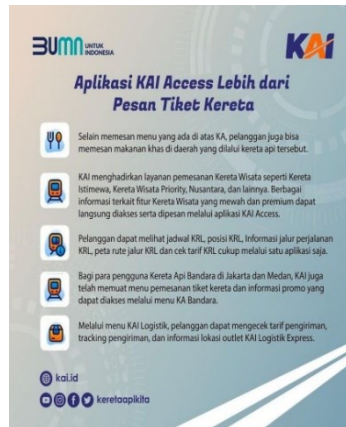 BUMN UNTUK INDONESIA
KAI
Aplikasi KAI Access Lebih dari
Pesan Tiket Kereta
Selain memesan menu yang ada di atas KA, pelanggan juga bisa
memesan makanan khas di daerah yang dilalui kereta api tersebut.
KAI menghadirkan layanan pemesanan Kereta Wisata seperti Kereta
Istimewa, Kereta Wisata Priority, Nusantara, dan lainnya. Berbagai
informasi terkait fitur Kereta Wisata yang mewah dan premium dapat
langsung diakses serta dipesan melalui aplikasi KAI Access.
Pelanggan dapat melihat jadwal KRL, posisi KRL, Informasi jalur perjalanan
KRL, peta rute jalur KRL dan cek tarif KRL cukup melalui satu aplikasi saja.
Bagi para pengguna Kereta Api Bandara di Jakarta dan Medan, KAI juga
telah memuat menu pemesanan tiket kereta dan informasi promo yang
dapat diakses melalui menu KA Bandara.
Melalui menu KAI Logistik, pelanggan dapat mengecek tarif pengiriman,
tracking pengiriman, dan informasi lokasi outlet KAI Logistik Express.
kai.id
keretaapikita